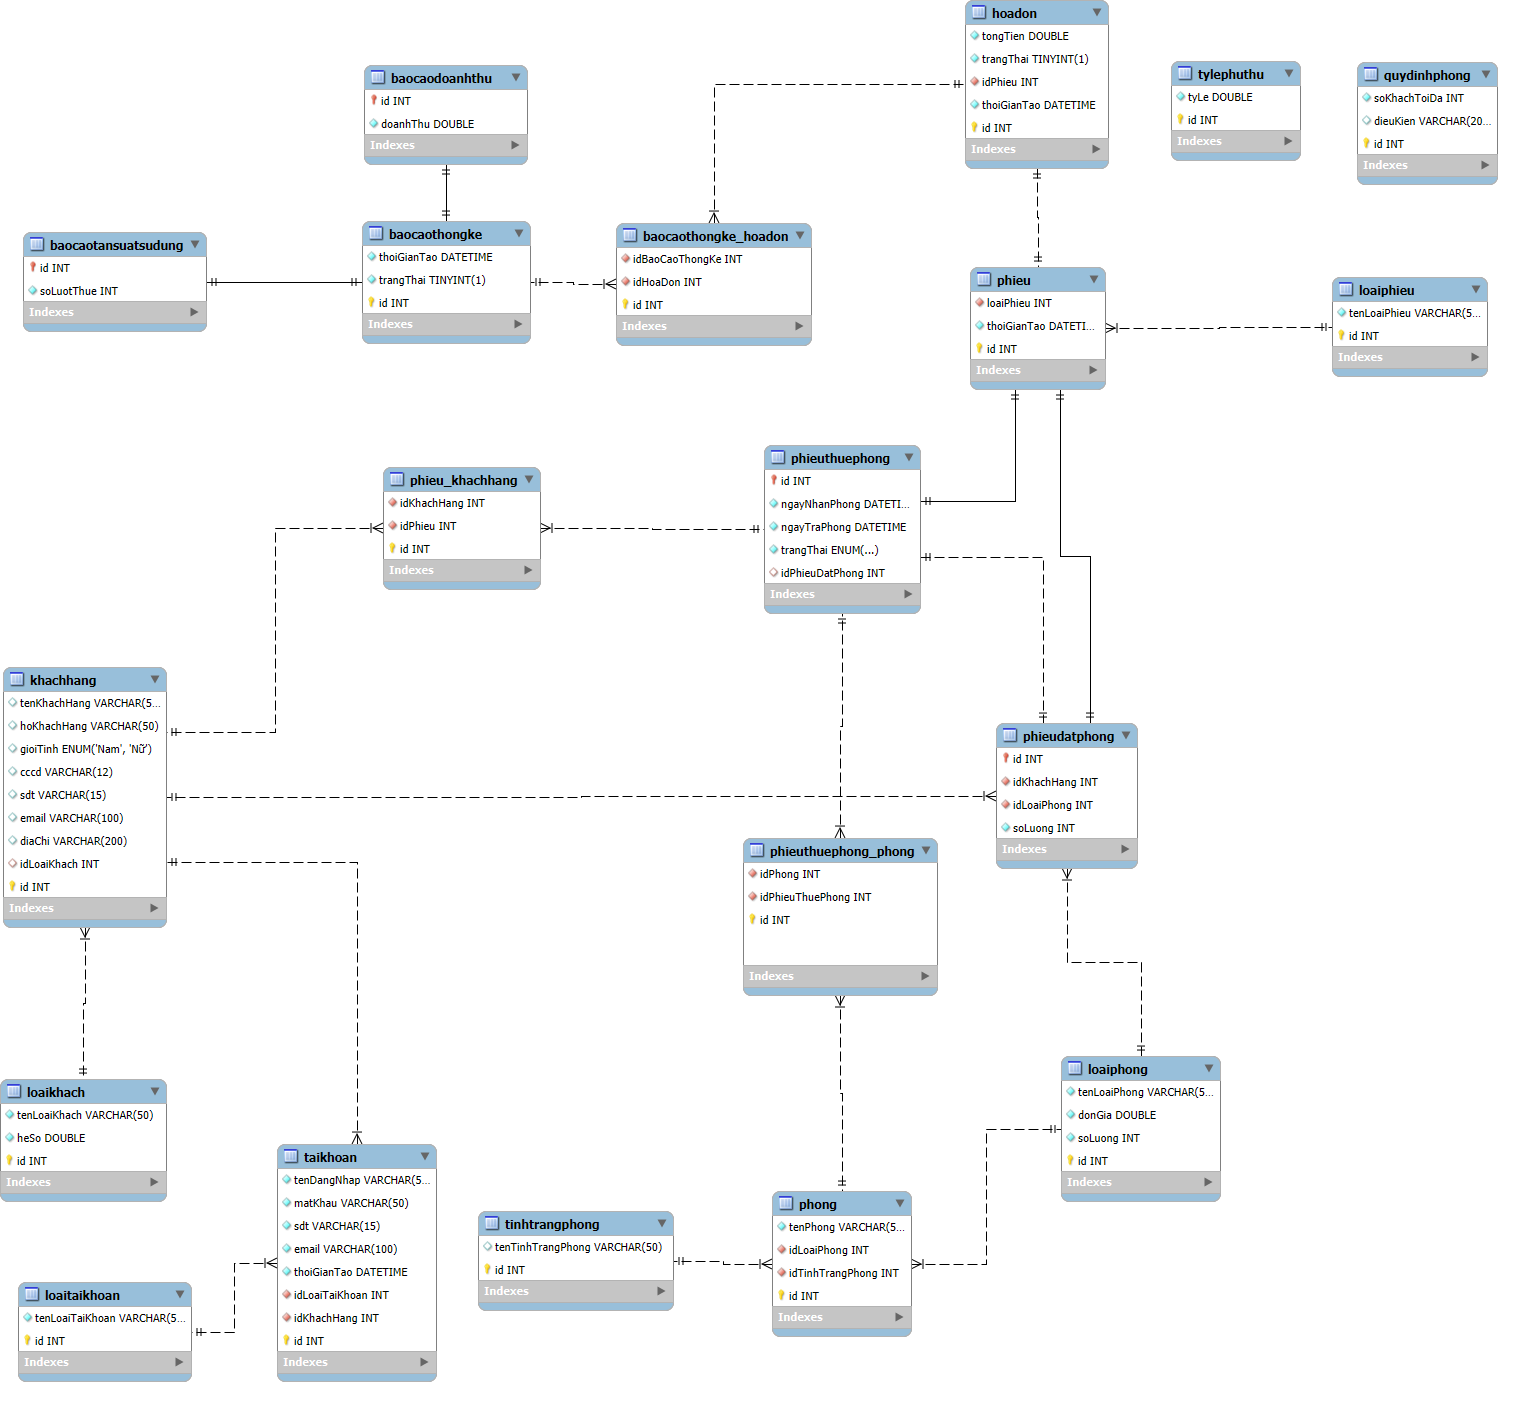 hoadon
tongTien DOUBLE
trangThai TINYINT(1)
idPhieu INT
thoiGianTao DATETIME
id INT
Indexes
tylephuthu
tyLe DOUBLE
id INT
Indexes
quydinhphong
soKhachToiDa INT
dieuKien VARCHAR(20...
id INT
Indexes
baocaodoanhthu
id INT
doanhThu DOUBLE
Indexes
baocaotansuatsudung
id INT
soLuotThue INT
Indexes
baocaothongke
thoiGianTao DATETIME
trangThai TINYINT(1)
id INT
Indexes
baocaothongke_hoadon
idBaoCaoThongKe INT
idHoaDon INT
id INT
Indexes
phieu
loaiPhieu INT
thoiGianTao DATETI...
id INT
Indexes
loaiphieu
tenLoaiPhieu VARCHAR(5...
id INT
Indexes
phieu_khachhang
idKhachHang INT
idPhieu INT
id INT
Indexes
phieuthuephong
id INT
ngayNhanPhong DATETI...
ngayTraPhong DATETIME
trangThai ENUM(...)
idPhieuDatPhong INT
Indexes
khachhang
tenKhachHang VARCHAR(5...
hoKhachHang VARCHAR(50)
gioiTinh ENUM('Nam', 'Nữ')
cccd VARCHAR(12)
sdt VARCHAR(15)
email VARCHAR(100)
diaChi VARCHAR(200)
idLoaiKhach INT
id INT
Indexes
phieudatphong
id INT
idKhachHang INT
idLoaiPhong INT
soLuong INT
Indexes
phieuthuephong_phong
idPhong INT
idPhieuThuePhong INT
id INT
Indexes
loaikhach
tenLoaiKhach VARCHAR(50)
heSo DOUBLE
id INT
Indexes
loaiphong
tenLoaiPhong VARCHAR(5...
donGia DOUBLE
soLuong INT
id INT
Indexes
taikhoan
tenDangNhap VARCHAR(5...
matKhau VARCHAR(50)
sdt VARCHAR(15)
email VARCHAR(100)
thoiGianTao DATETIME
idLoaiTaiKhoan INT
idKhachHang INT
id INT
Indexes
tinhtrangphong
tenTinhTrangPhong VARCHAR(50)
id INT
Indexes
phong
tenPhong VARCHAR(5...
idLoaiPhong INT
idTinhTrangPhong INT
id INT
Indexes
loaitaikhoan
tenLoaiTaiKhoan VARCHAR(5...
id INT
Indexes